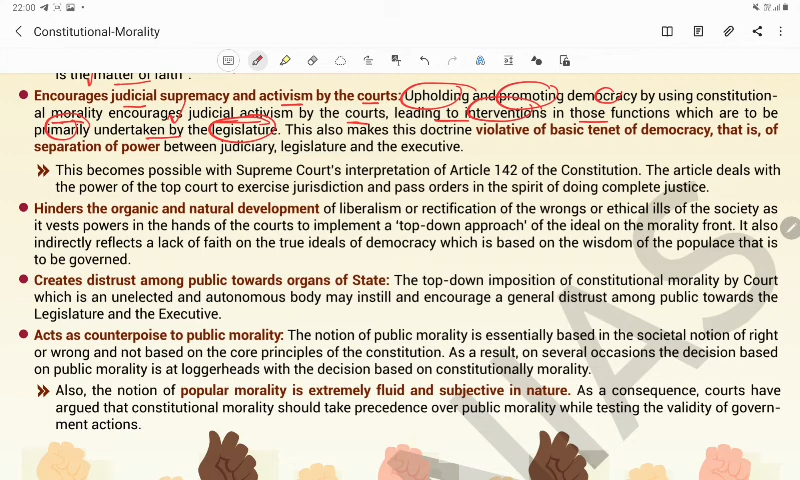 22:00
Constitutional-Morality
is the matter of faith".
Encourages judicial supremacy and activism by the courts: Upholding and promoting democracy by using constitution-
al morality encourages judicial activism by the courts, leading to interventions in those functions which are to be
primarily undertaken by the legislature. This also makes this doctrine violative of basic tenet of democracy, that is, of
separation of power between judiciary, legislature and the executive.
This becomes possible with Supreme Court's interpretation of Article 142 of the Constitution. The article deals with
the power of the top court to exercise jurisdiction and pass orders in the spirit of doing complete justice.
Hinders the organic and natural development of liberalism or rectification of the wrongs or ethical ills of the society as
it vests powers in the hands of the courts to implement a 'top-down approach' of the ideal on the morality front. It also
indirectly reflects a lack of faith on the true ideals of democracy which is based on the wisdom of the populace that is
to be governed.
Creates distrust among public towards organs of State: The top-down imposition of constitutional morality by Court
which is an unelected and autonomous body may instill and encourage a general distrust among public towards the
Legislature and the Executive.
Acts as counterpoise to public morality: The notion of public morality is essentially based in the societal notion of right
or wrong and not based on the core principles of the constitution. As a result, on several occasions the decision based
on public morality is at loggerheads with the decision based on constitutionally morality.
Also, the notion of popular morality is extremely fluid and subjective in nature. As a consequence, courts have
argued that constitutional morality should take precedence over public morality while testing the validity of govern-
ment actions.
IIAS